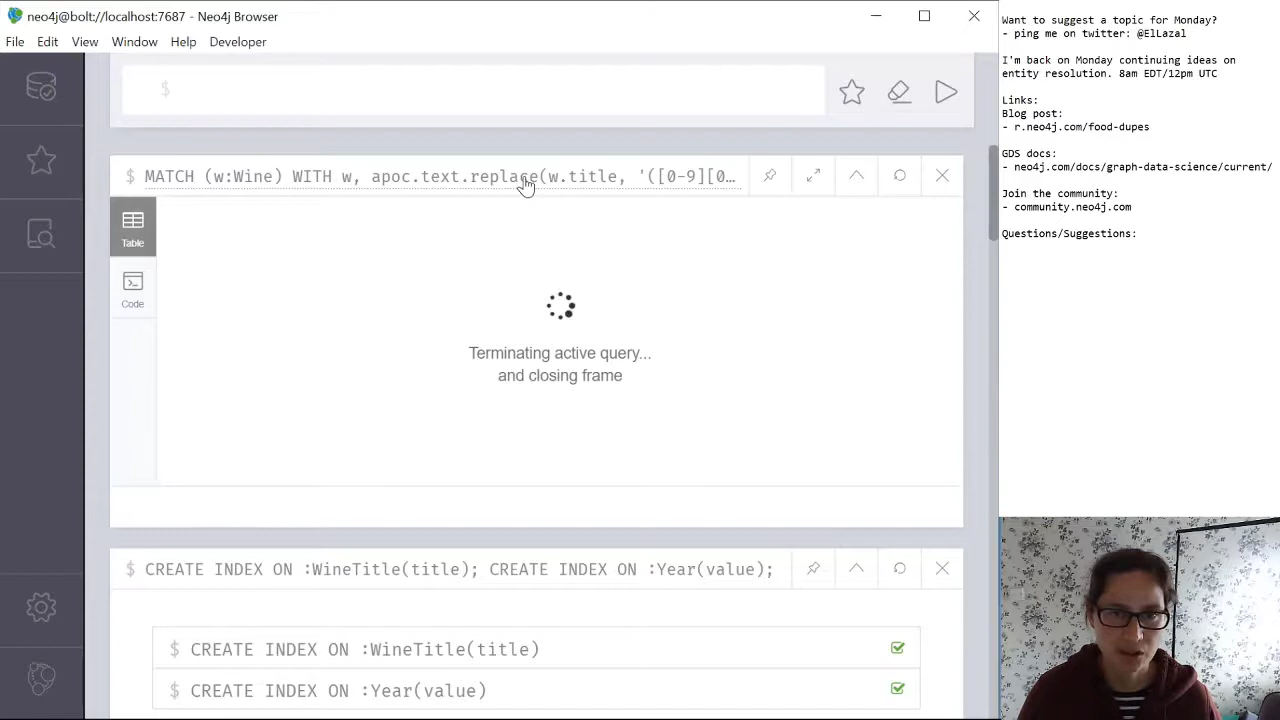 neo4j@bolt://localhost:7687 - Neo4j Browser
File Edit View Window Help Developer
$
$ MATCH (w:Wine) WITH w, apoc.text.replace(w.title, '([0-9][0…
Table
Code
Terminating active query...
and closing frame
$ CREATE INDEX ON :WineTitle(title); CREATE INDEX ON :Year(value);
$ CREATE INDEX ON :WineTitle(title)
$ CREATE INDEX ON :Year(value)
Want to suggest a topic for Monday?
- ping me on twitter: @ElLazal
I'm back on Monday continuing ideas on
entity resolution. 8am EDT/12pm UTC
Links:
Blog post:
- r.neo4j.com/food-dupes
GDS docs:
- neo4j.com/docs/graph-data-science/current/
Join the community:
- community.neo4j.com
Questions/Suggestions: